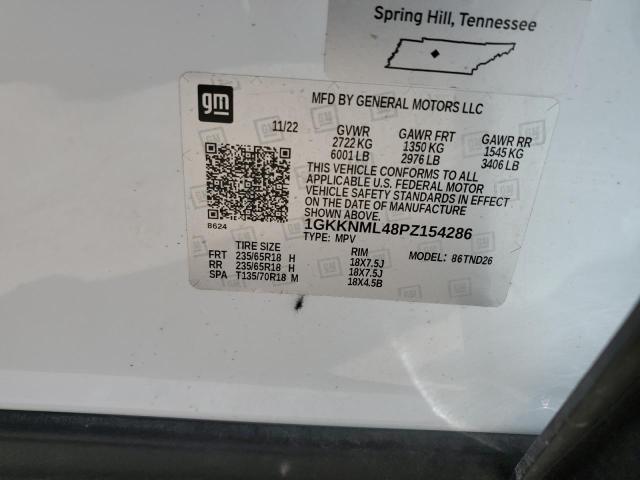 Spring Hill, Tennessee
gm
MFD BY GENERAL MOTORS LLC
11/22 GVWR GAWR FRT GAWR RR
2722 KG 1350 KG 1545 KG
6001 LB 2976 LB 3406 LB
THIS VEHICLE CONFORMS TO ALL
APPLICABLE U.S. FEDERAL MOTOR
VEHICLE SAFETY STANDARDS IN EFFECT
ON THE DATE OF MANUFACTURE
SHOWN ABOVE.
1GKKNML48PZ154286
8624
TYPE: MPV MODEL: 86TND26
TIRE SIZE RIM
FRT 235/65R18 H 18X7.5J
RR 235/65R18 H 18X7.5J
SPA T135/70R18 M 18X4.5B